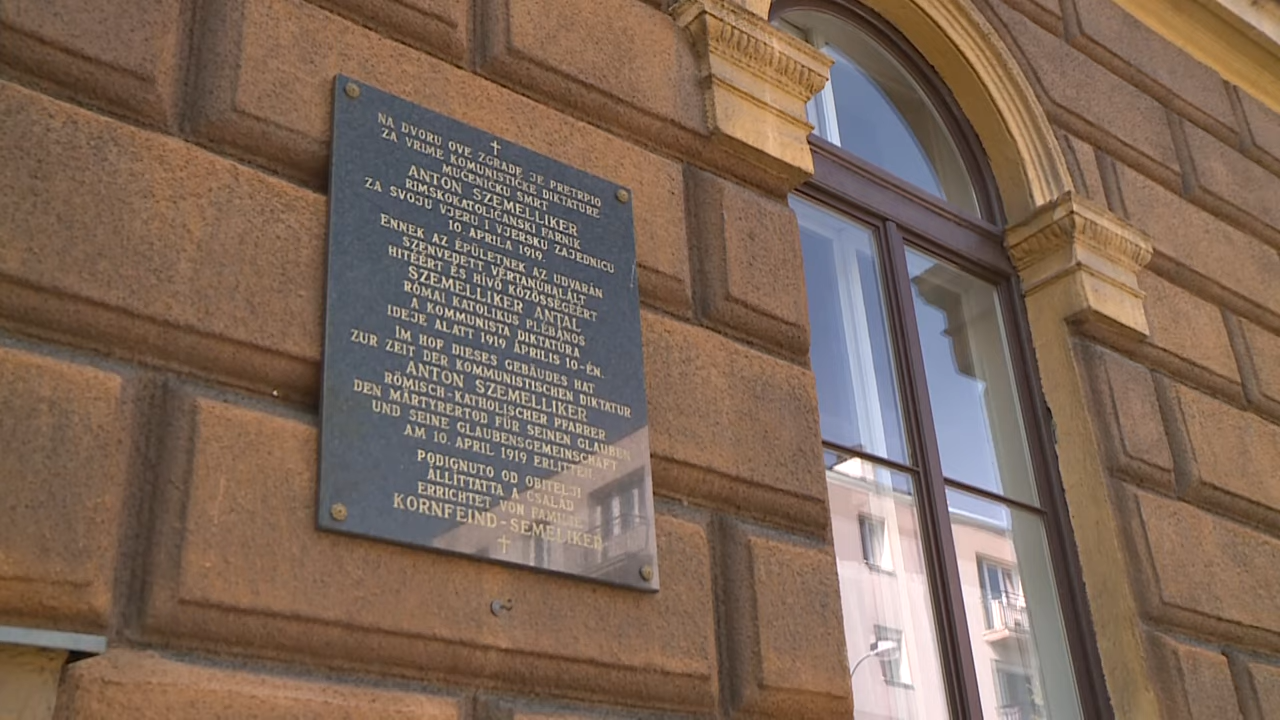 NA DVORU OVE ZGRADE JE PRETRPIO
ZA VRIME KOMUNISTIČKE DIKTATURE
MUČENIČKU SMRT
ANTON SZEMELLIKER
RIMSKOKATOLIČANSKI FARNIK
ZA SVOJU VJERU I VJERSKU ZAJEDNICU
10. APRILA 1919.
ENNEK AZ ÉPÜLETNEK AZ UDVARÁN
SZENVEDETT VÉRTANÚHALÁLT
HITÉÉRT ÉS HÍVŐ KÖZÖSSÉGÉÉRT
SZEMELLIKER ANTAL
RÓMAI KATOLIKUS PLÉBÁNOS
A KOMMUNISTA DIKTATÚRA
IDEJE ALATT 1919 ÁPRILIS 10-ÉN.
IM HOF DIESES GEBÄUDES HAT
ZUR ZEIT DER KOMMUNISTISCHEN DIKTATUR
ANTON SZEMELLIKER
RÖMISCH-KATHOLISCHER PFARRER
DEN MÄRTYRERTOD FÜR SEINEN GLAUBEN
UND SEINE GLAUBENSGEMEINSCHAFT
AM 10. APRIL 1919 ERLITTEN.
PODIGNUTO OD OBITELJI
ÁLLÍTTATTA A CSALÁD
ERRICHTET VON FAMILIE
KORNFEIND-SEMELIKER